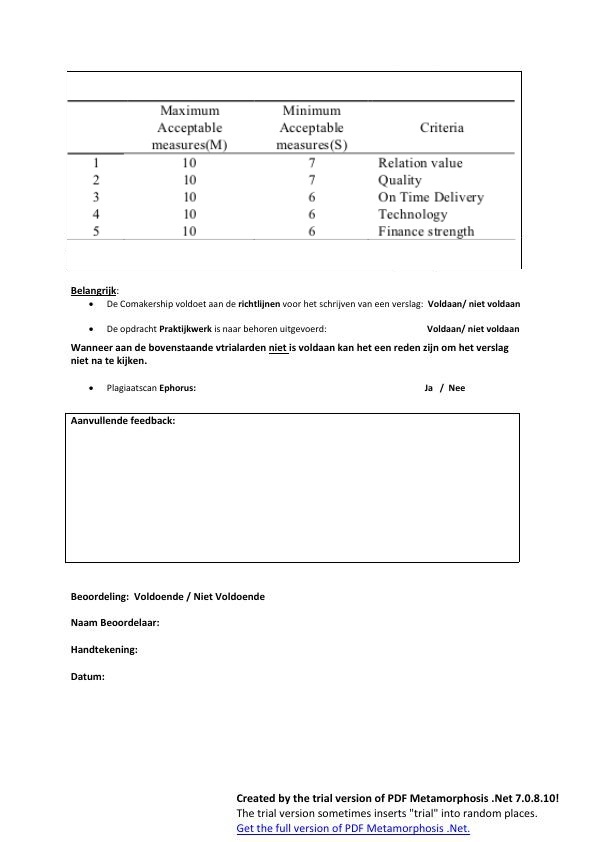 Maximum Minimum
Acceptable Acceptable Criteria
measures(M) measures(S)
1 10 7 Relation value
2 10 7 Quality
3 10 6 On Time Delivery
4 10 6 Technology
5 10 6 Finance strength
Belangrijk:
• De Comakership voldoet aan de richtlijnen voor het schrijven van een verslag: Voldaan/ niet voldaan
• De opdracht Praktijkwerk is naar behoren uitgevoerd: Voldaan/ niet voldaan
Wanneer aan de bovenstaande vtrialarden niet is voldaan kan het een reden zijn om het verslag
niet na te kijken.
• Plagiaatscan Ephorus: Ja / Nee
Aanvullende feedback:
Beoordeling: Voldoende / Niet Voldoende
Naam Beoordelaar:
Handtekening:
Datum:
Created by the trial version of PDF Metamorphosis .Net 7.0.8.10!
The trial version sometimes inserts "trial" into random places.
Get the full version of PDF Metamorphosis .Net.